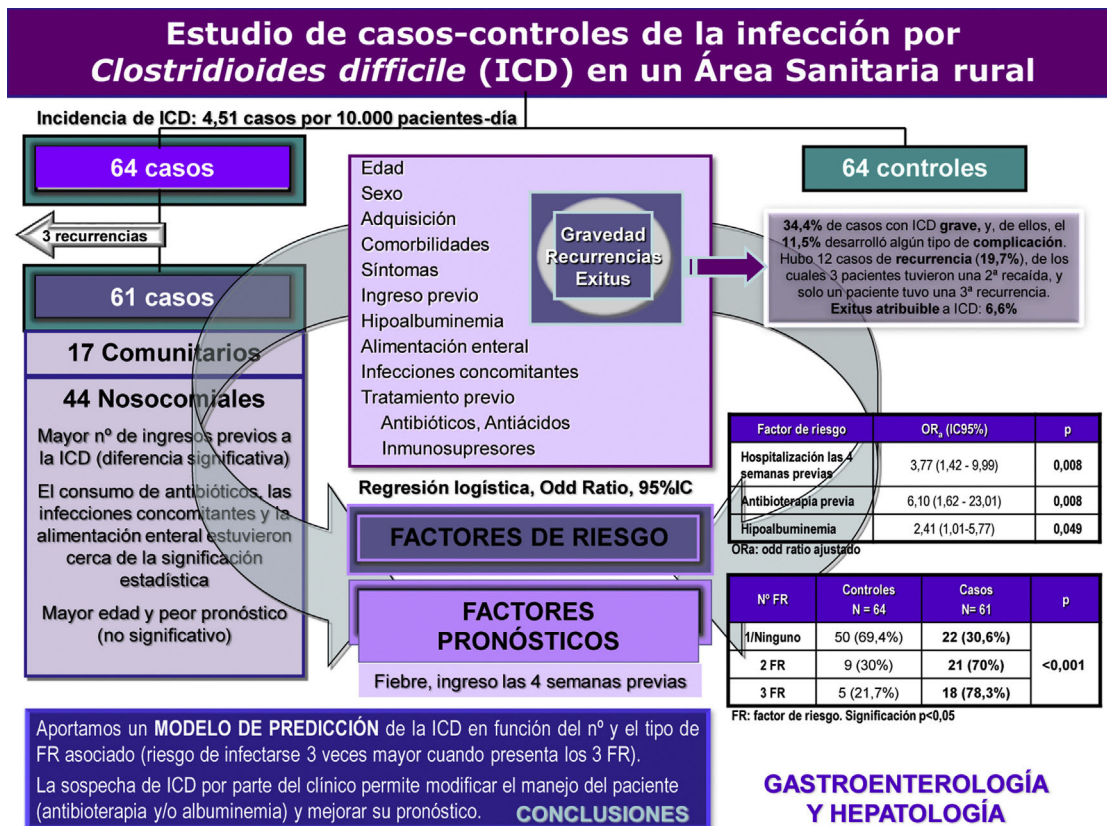 Estudio de casos-controles de la infección por
Clostridioides difficile (ICD) en un Área Sanitaria rural
Incidencia de ICD: 4,51 casos por 10.000 pacientes-día
64 casos
3 recurrencias
61 casos
17 Comunitarios
44 Nosocomiales
Mayor nº de ingresos previos a
la ICD (diferencia significativa)
El consumo de antibióticos, las
infecciones concomitantes y la
alimentación enteral estuvieron
cerca de la significación
estadística
Mayor edad y peor pronóstico
(no significativo)
Edad
Sexo
Adquisición
Comorbilidades
Síntomas
Ingreso previo
Hipoalbuminemia
Alimentación enteral
Infecciones concomitantes
Tratamiento previo
Antibióticos, Antiácidos
Inmunosupresores
Gravedad
Recurrencias
Exitus
64 controles
34,4% de casos con ICD grave, y, de ellos, el
11,5% desarrolló algún tipo de complicación.
Hubo 12 casos de recurrencia (19,7%), de los
cuales 3 pacientes tuvieron una 2ª recaída, y
solo un paciente tuvo una 3ª recurrencia.
Exitus atribuible a ICD: 6,6%
Regresión logística, Odd Ratio, 95%IC
FACTORES DE RIESGO
FACTORES
PRONÓSTICOS
Fiebre, ingreso las 4 semanas previas
Factor de riesgo ORa (IC95%) p
Hospitalización las 4
semanas previas 3,77 (1,42 - 9,99) 0,008
Antibioterapia previa 6,10 (1,62 - 23,01) 0,008
Hipoalbuminemia 2,41 (1,01-5,77) 0,049
ORa: odd ratio ajustado
Nº FR Controles N = 64 Casos N= 61 p
1/Ninguno 50 (69,4%) 22 (30,6%)
2 FR 9 (30%) 21 (70%) <0,001
3 FR 5 (21,7%) 18 (78,3%)
FR: factor de riesgo. Significación p<0,05
Aportamos un MODELO DE PREDICCIÓN de la ICD en función del nº y el tipo de
FR asociado (riesgo de infectarse 3 veces mayor cuando presenta los 3 FR).
La sospecha de ICD por parte del clínico permite modificar el manejo del paciente
(antibioterapia y/o albuminemia) y mejorar su pronóstico.
CONCLUSIONES
GASTROENTEROLOGÍA
Y HEPATOLOGÍA